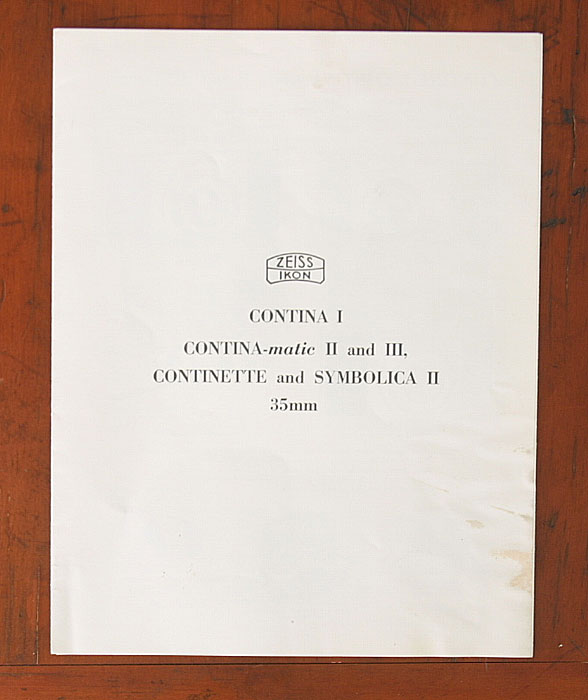 ZEISS
IKON
CONTINA I
CONTINA-matic II and III,
CONTINETTE and SYMBOLICA II
35mm